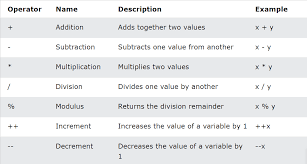 Operator Name Description Example
+ Addition Adds together two values x + y
- Subtraction Subtracts one value from another x - y
* Multiplication Multiplies two values x * y
/ Division Divides one value by another x / y
% Modulus Returns the division remainder x % y
++ Increment Increases the value of a variable by 1 ++x
-- Decrement Decreases the value of a variable by --x
1